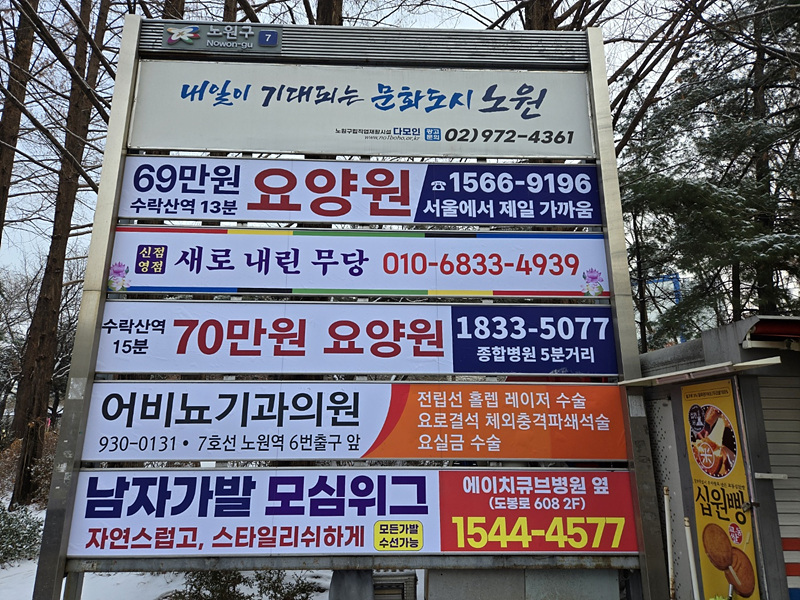 노원구 7
Nowon-gu
내일이 기대되는 문화도시 노원
노원구립직업재활시설 다모인 광고문의 02)972-4361
69만원 요양원 ☎1566-9196
수락산역 13분 서울에서 제일 가까움
신점 영점 새로 내린 무당 010-6833-4939
수락산역 15분 70만원 요양원 1833-5077
종합병원 5분거리
어비뇨기과의원
930-0131 • 7호선 노원역 6번출구 앞
전립선 홀렙 레이저 수술
요로결석 체외충격파쇄석술
요실금 수술
남자가발 모심위그
자연스럽고, 스타일리쉬하게 모든가발 수선가능
에이치큐브병원 옆
(도봉로 608 2F)
1544-4577
십원빵